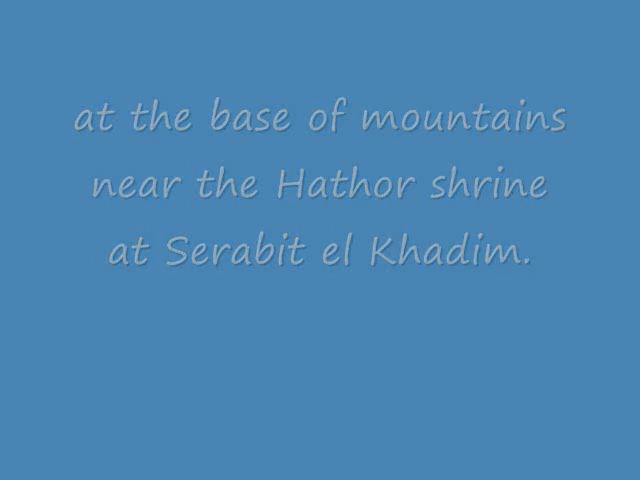 at the base of mountains
near the Hathor shrine
at Serabit el Khadim.